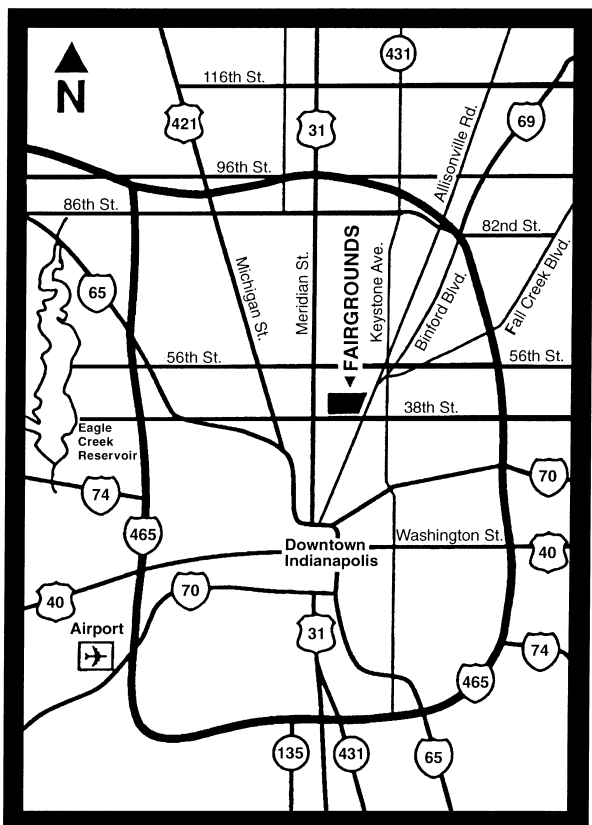 N
431
116th St.
421
31
69
Allisonville Rd.
96th St.
86th St.
82nd St.
65
Michigan St.
Meridian St.
FAIRGROUNDS
Keystone Ave.
Binford Blvd.
Fall Creek Blvd.
56th St.
56th St.
38th St.
Eagle
Creek
Reservoir
74
70
465
Washington St.
Downtown
Indianapolis
40
40
70
Airport
31
74
465
135
431
65